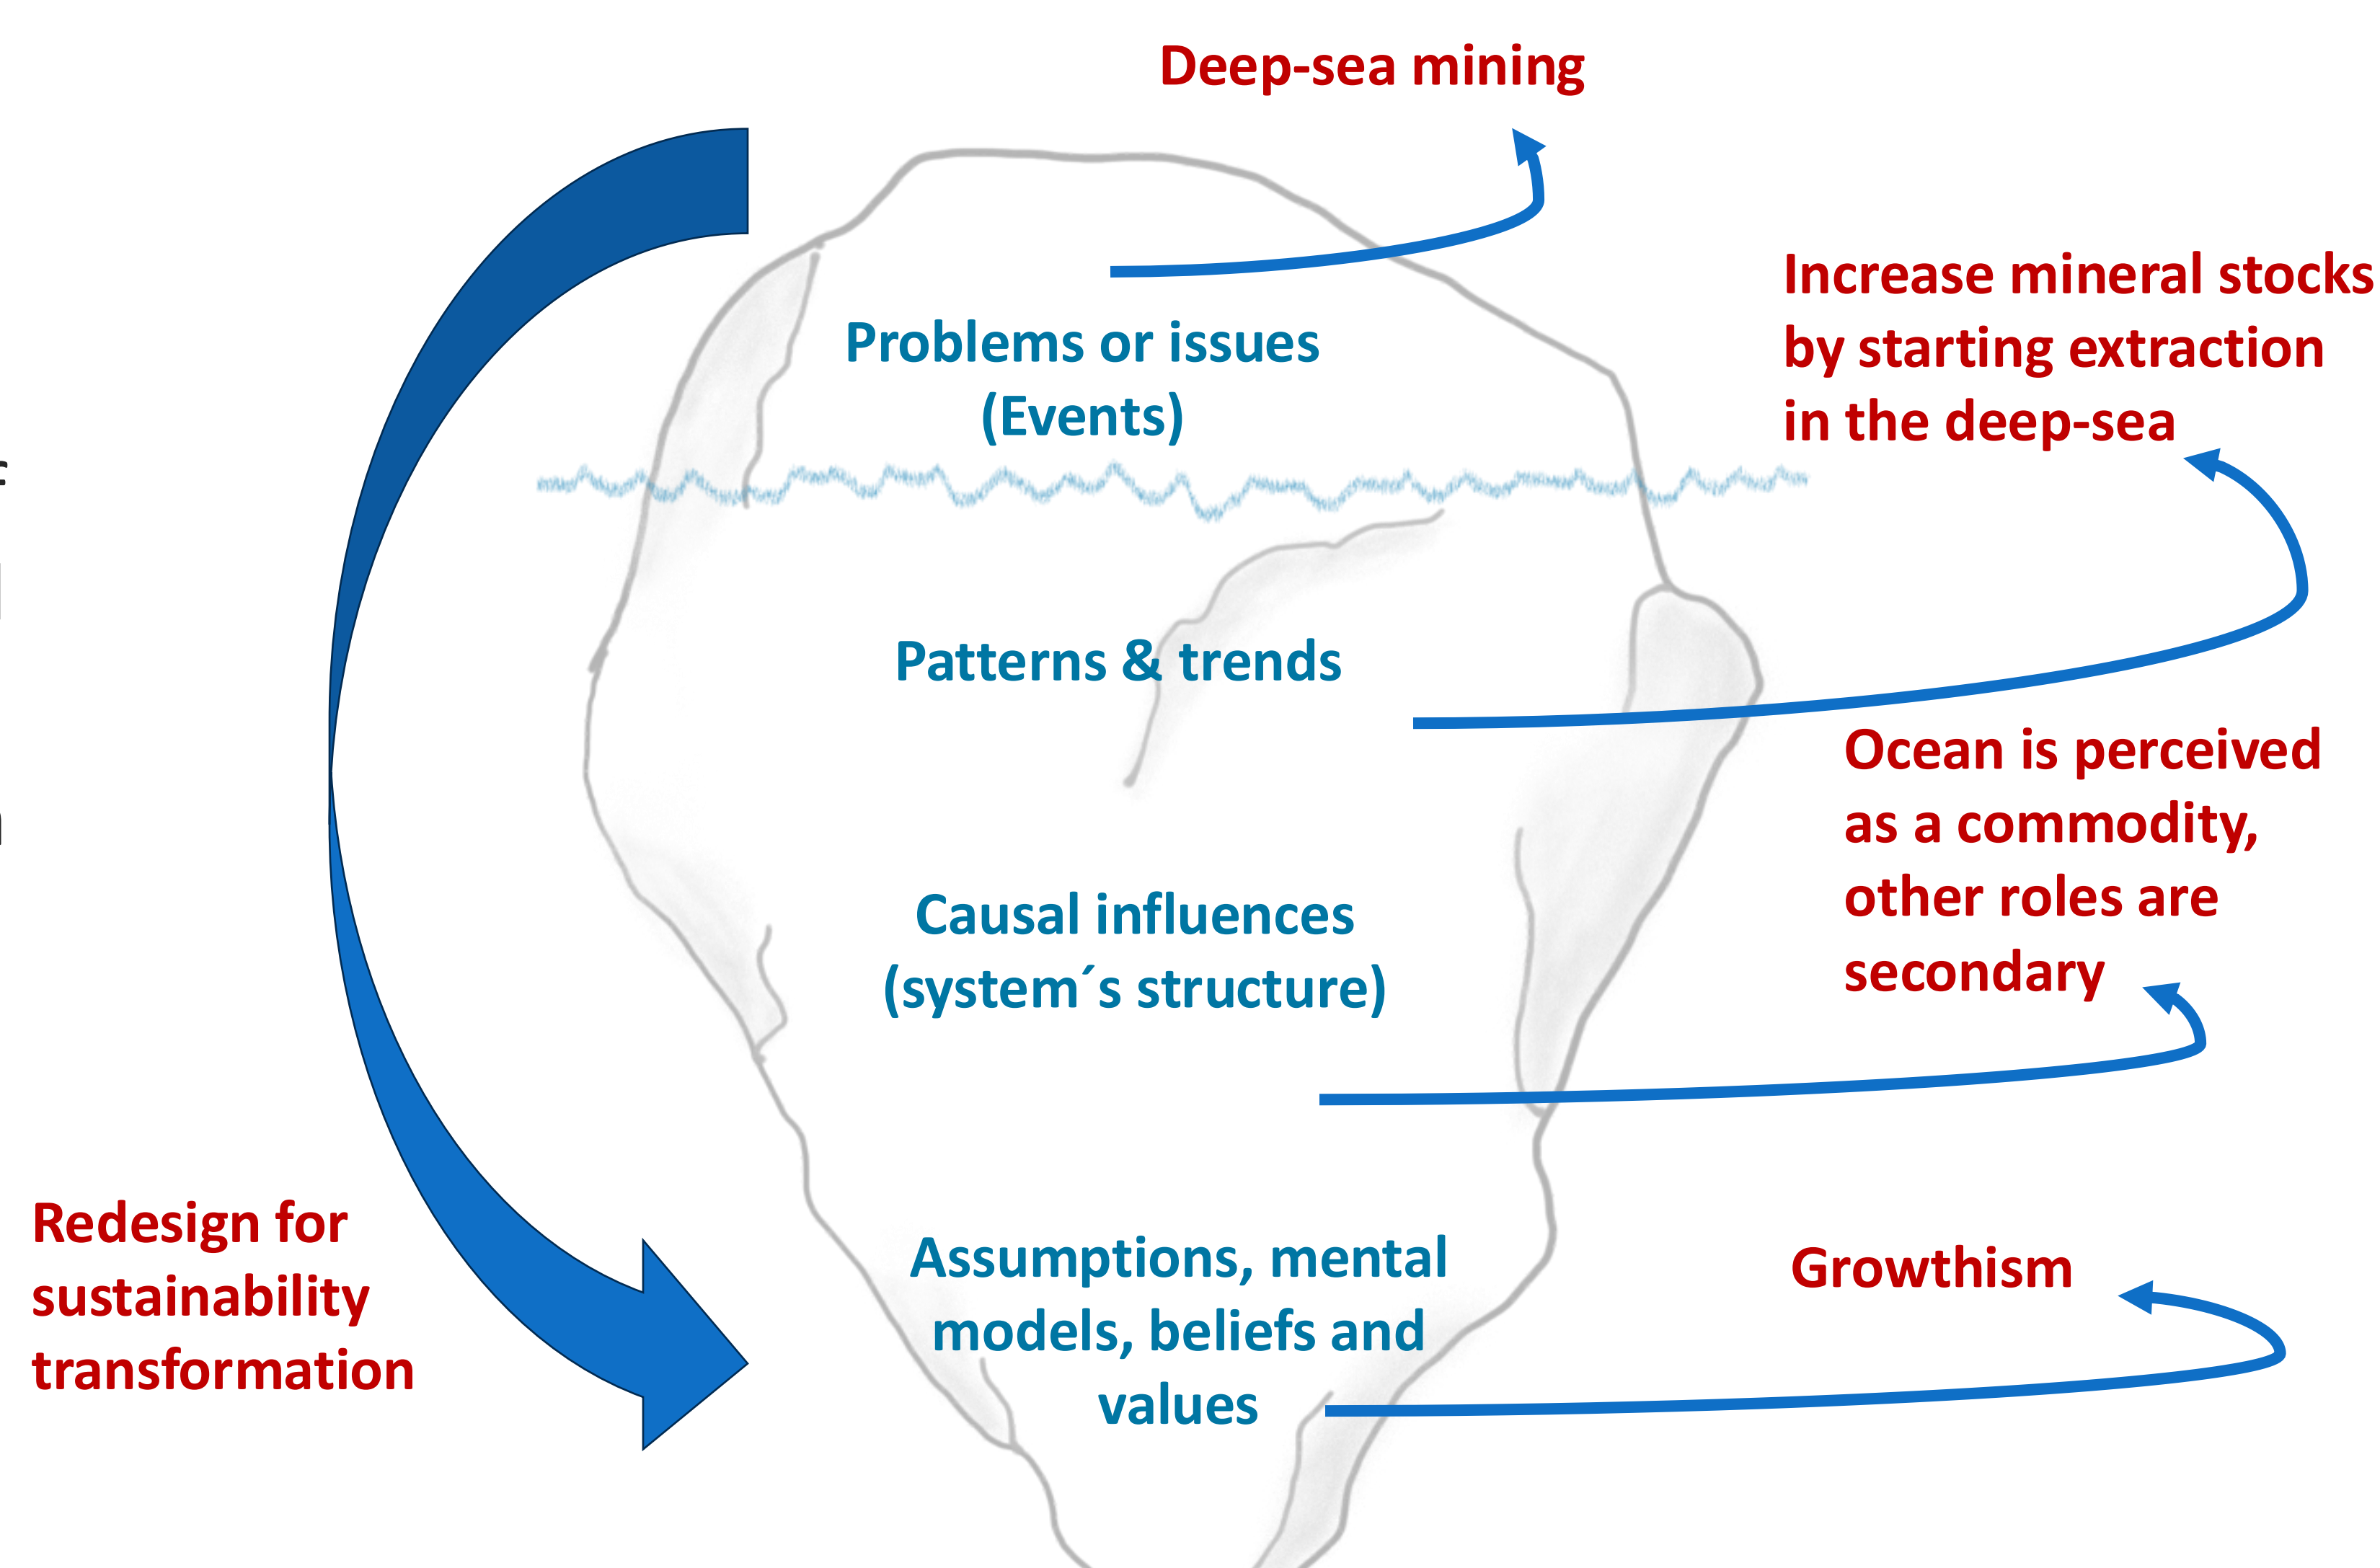 Deep-sea mining
Increase mineral stocks
by starting extraction
in the deep-sea
Problems or issues
(Events)
Patterns & trends
Ocean is perceived
as a commodity,
other roles are
secondary
Causal influences
(system´s structure)
Redesign for
sustainability
transformation
Assumptions, mental
models, beliefs and
values
Growthism